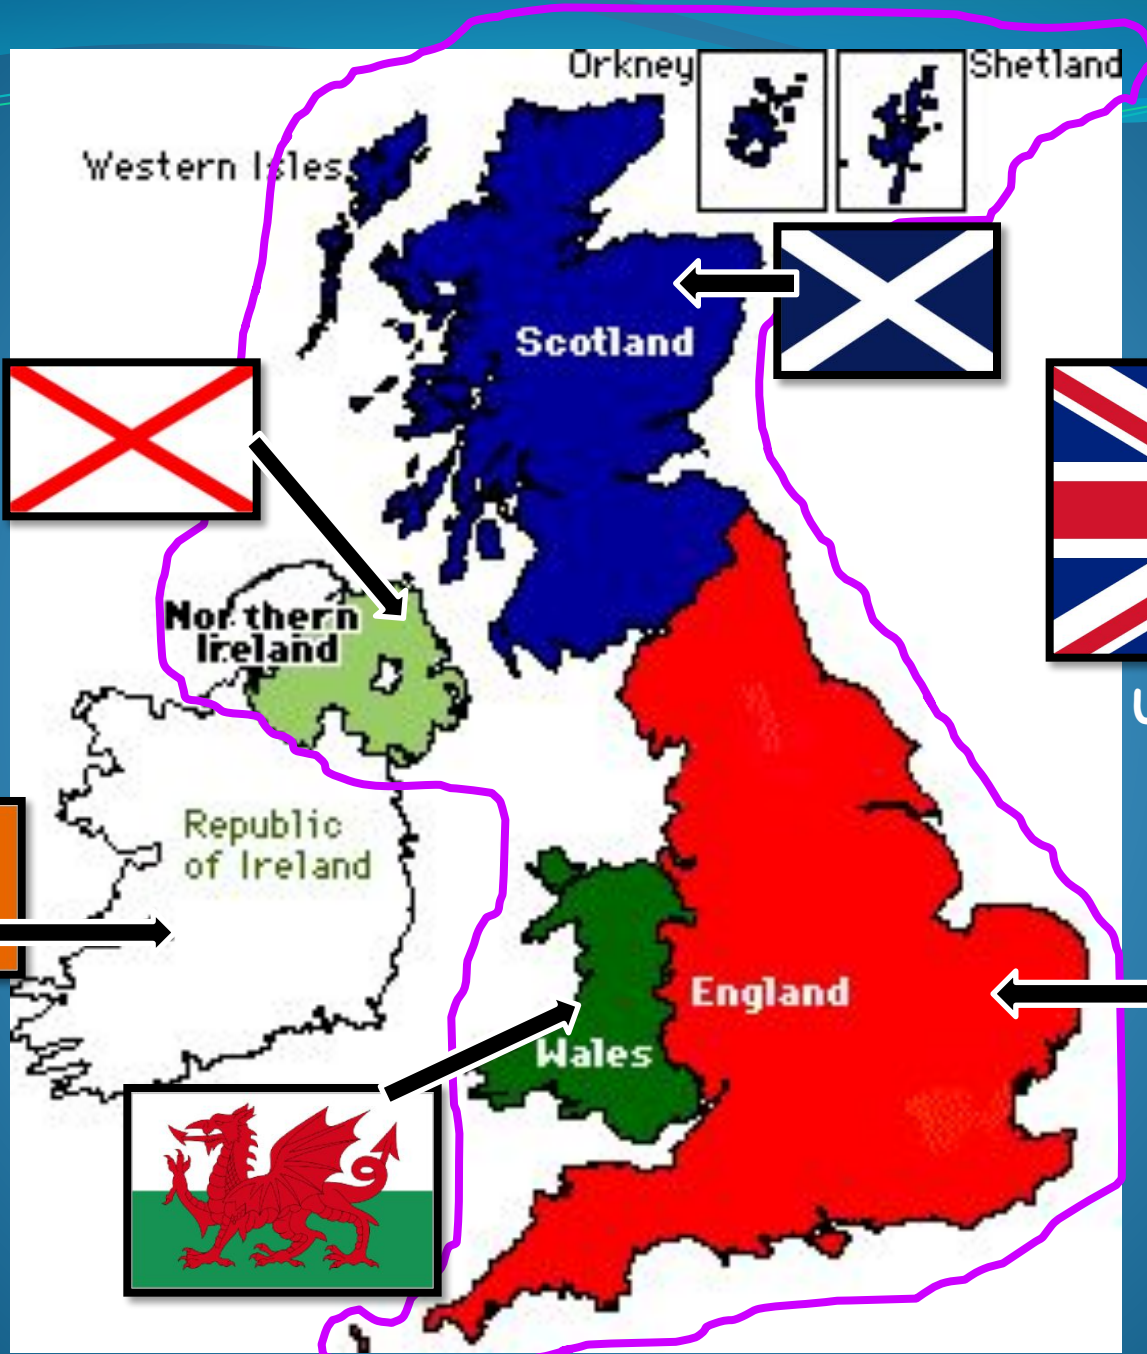 Orkney
Shetland
Western Isles
Scotland
Northern
Ireland
Republic
of Ireland
England
Wales